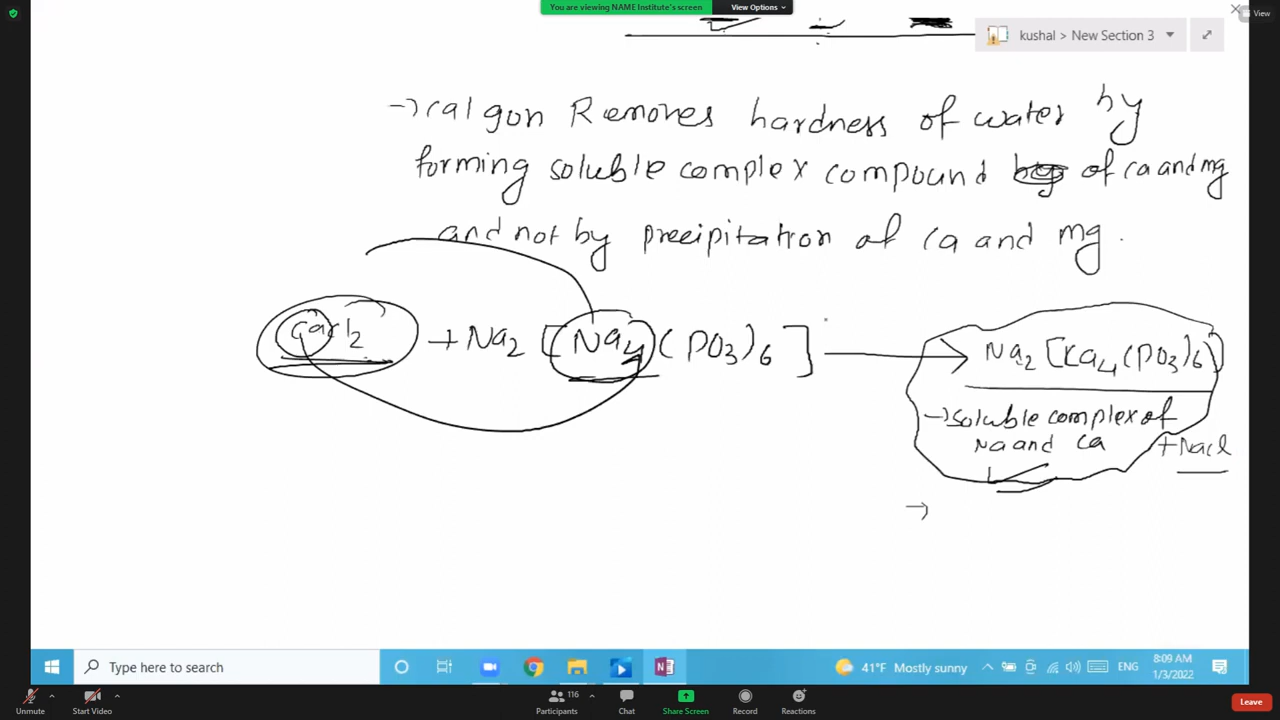 You are viewing NAME Institute's screen
View Options
View
kushal > New Section 3
→ calgon Removes hardness of water by
forming soluble complex compound of ca and mg
and not by precipitation of ca and mg.
Cacl2 + Na2 [Na4 (PO3)6] → Na2 [Ca4 (PO3)6]
→ soluble complex of
Na and Ca
+ Nacl
→
Type here to search
41°F Mostly sunny
ENG
8:09 AM
1/3/2022
Unmute
Start Video
116
Participants
Chat
Share Screen
Record
Reactions
Leave